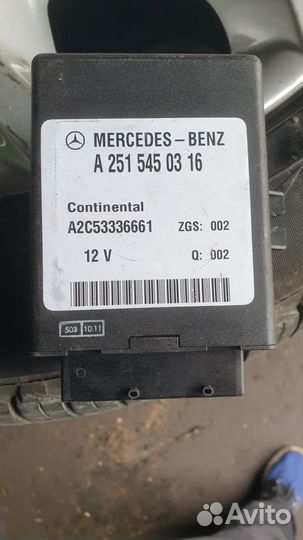 MERCEDES-BENZ
A 251 545 03 16
Continental
A2C53336661 ZGS: 002
12 V Q: 002
503 10.11
Avito